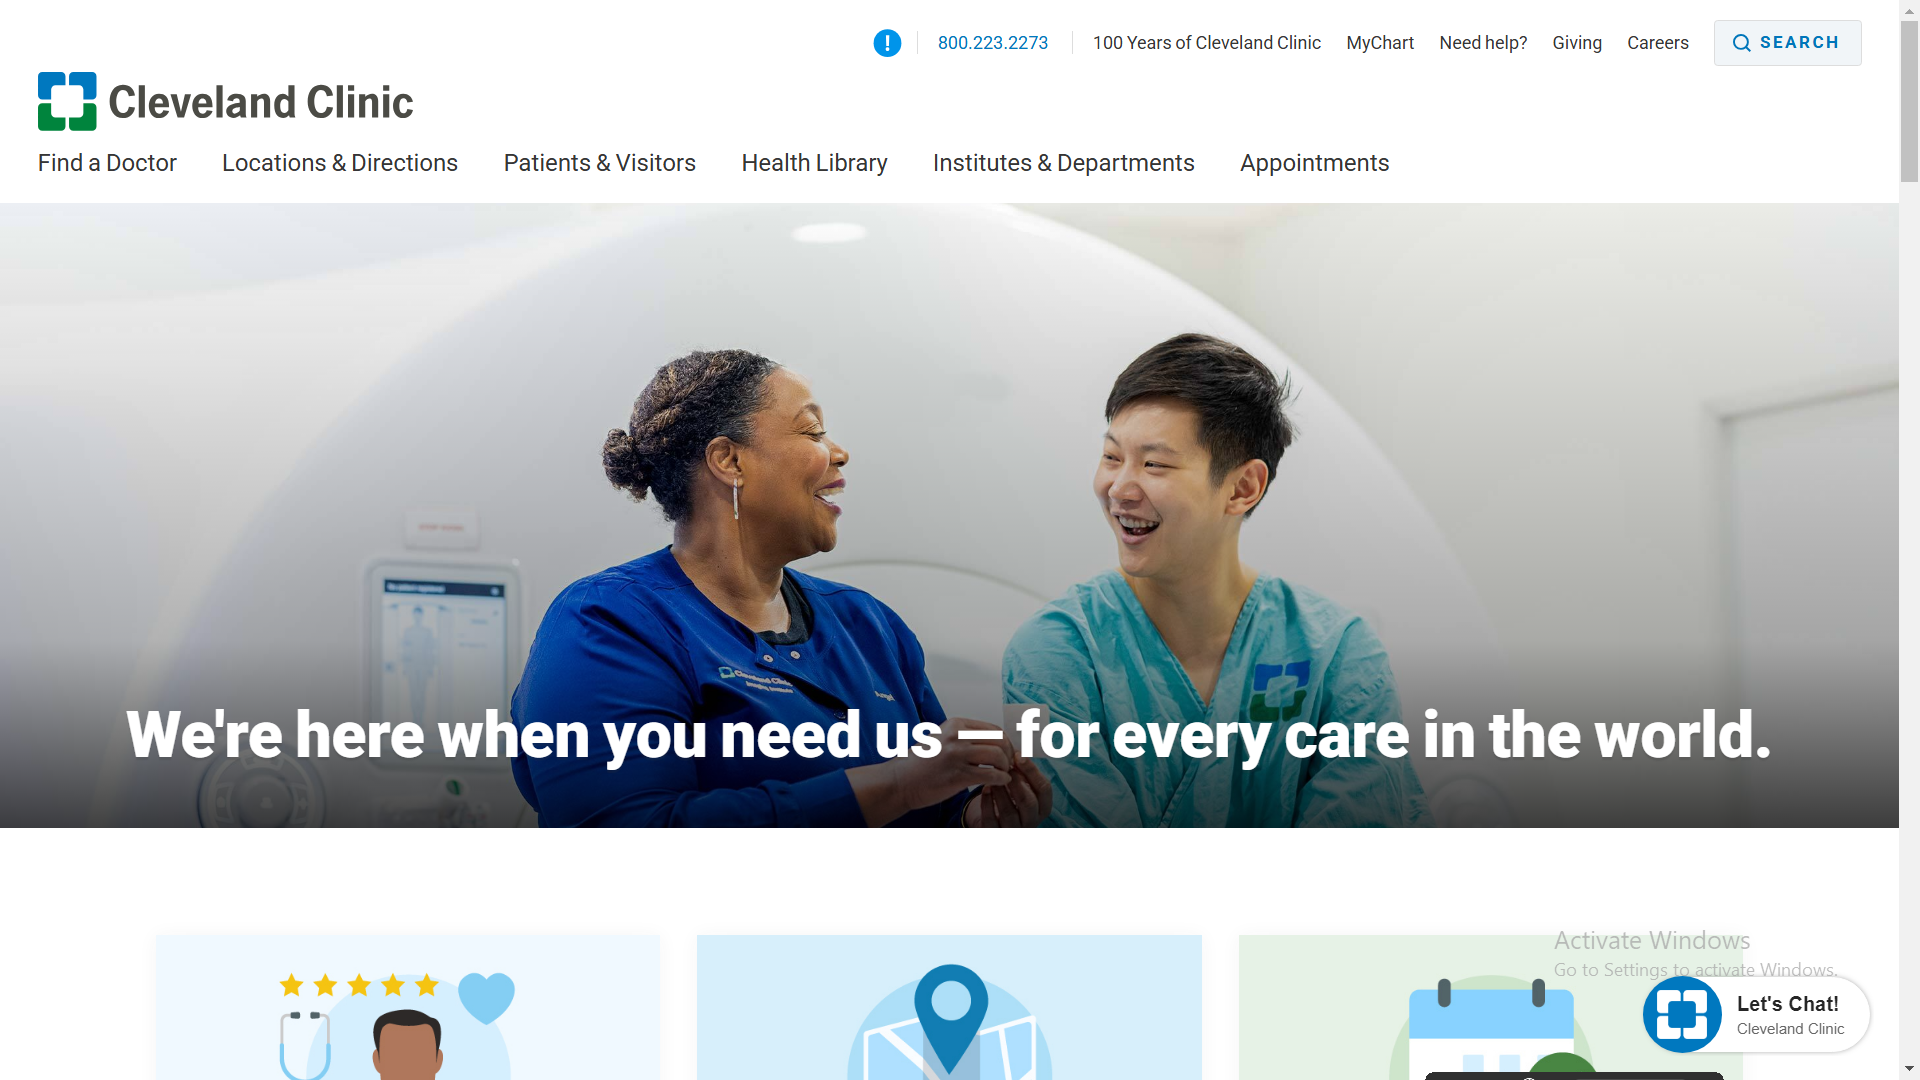 800.223.2273
100 Years of Cleveland Clinic
MyChart
Need help?
Giving
Careers
SEARCH
Cleveland Clinic
Find a Doctor
Locations & Directions
Patients & Visitors
Health Library
Institutes & Departments
Appointments
Cleveland Clinic
We're here when you need us — for every care in the world.
Activate Windows
Go to Settings to activate Windows.
Let's Chat!
Cleveland Clinic